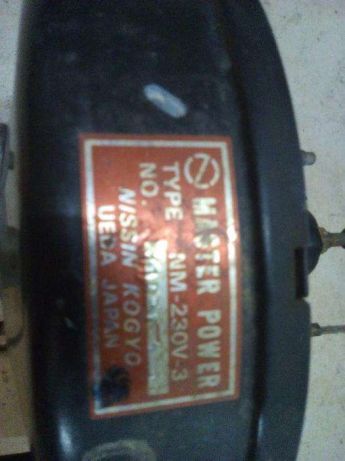 MASTER POWER
TYPE NM-230V-3
NO.
NISSIN KOGYO
UEDA JAPAN